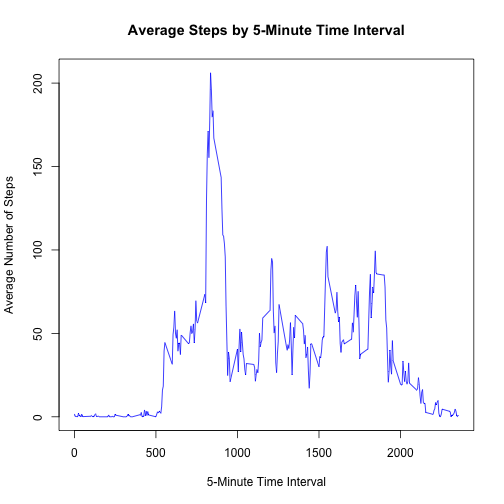 Average Steps by 5-Minute Time Interval
Average Number of Steps
200
150
100
50
0
0 500 1000 1500 2000
5-Minute Time Interval